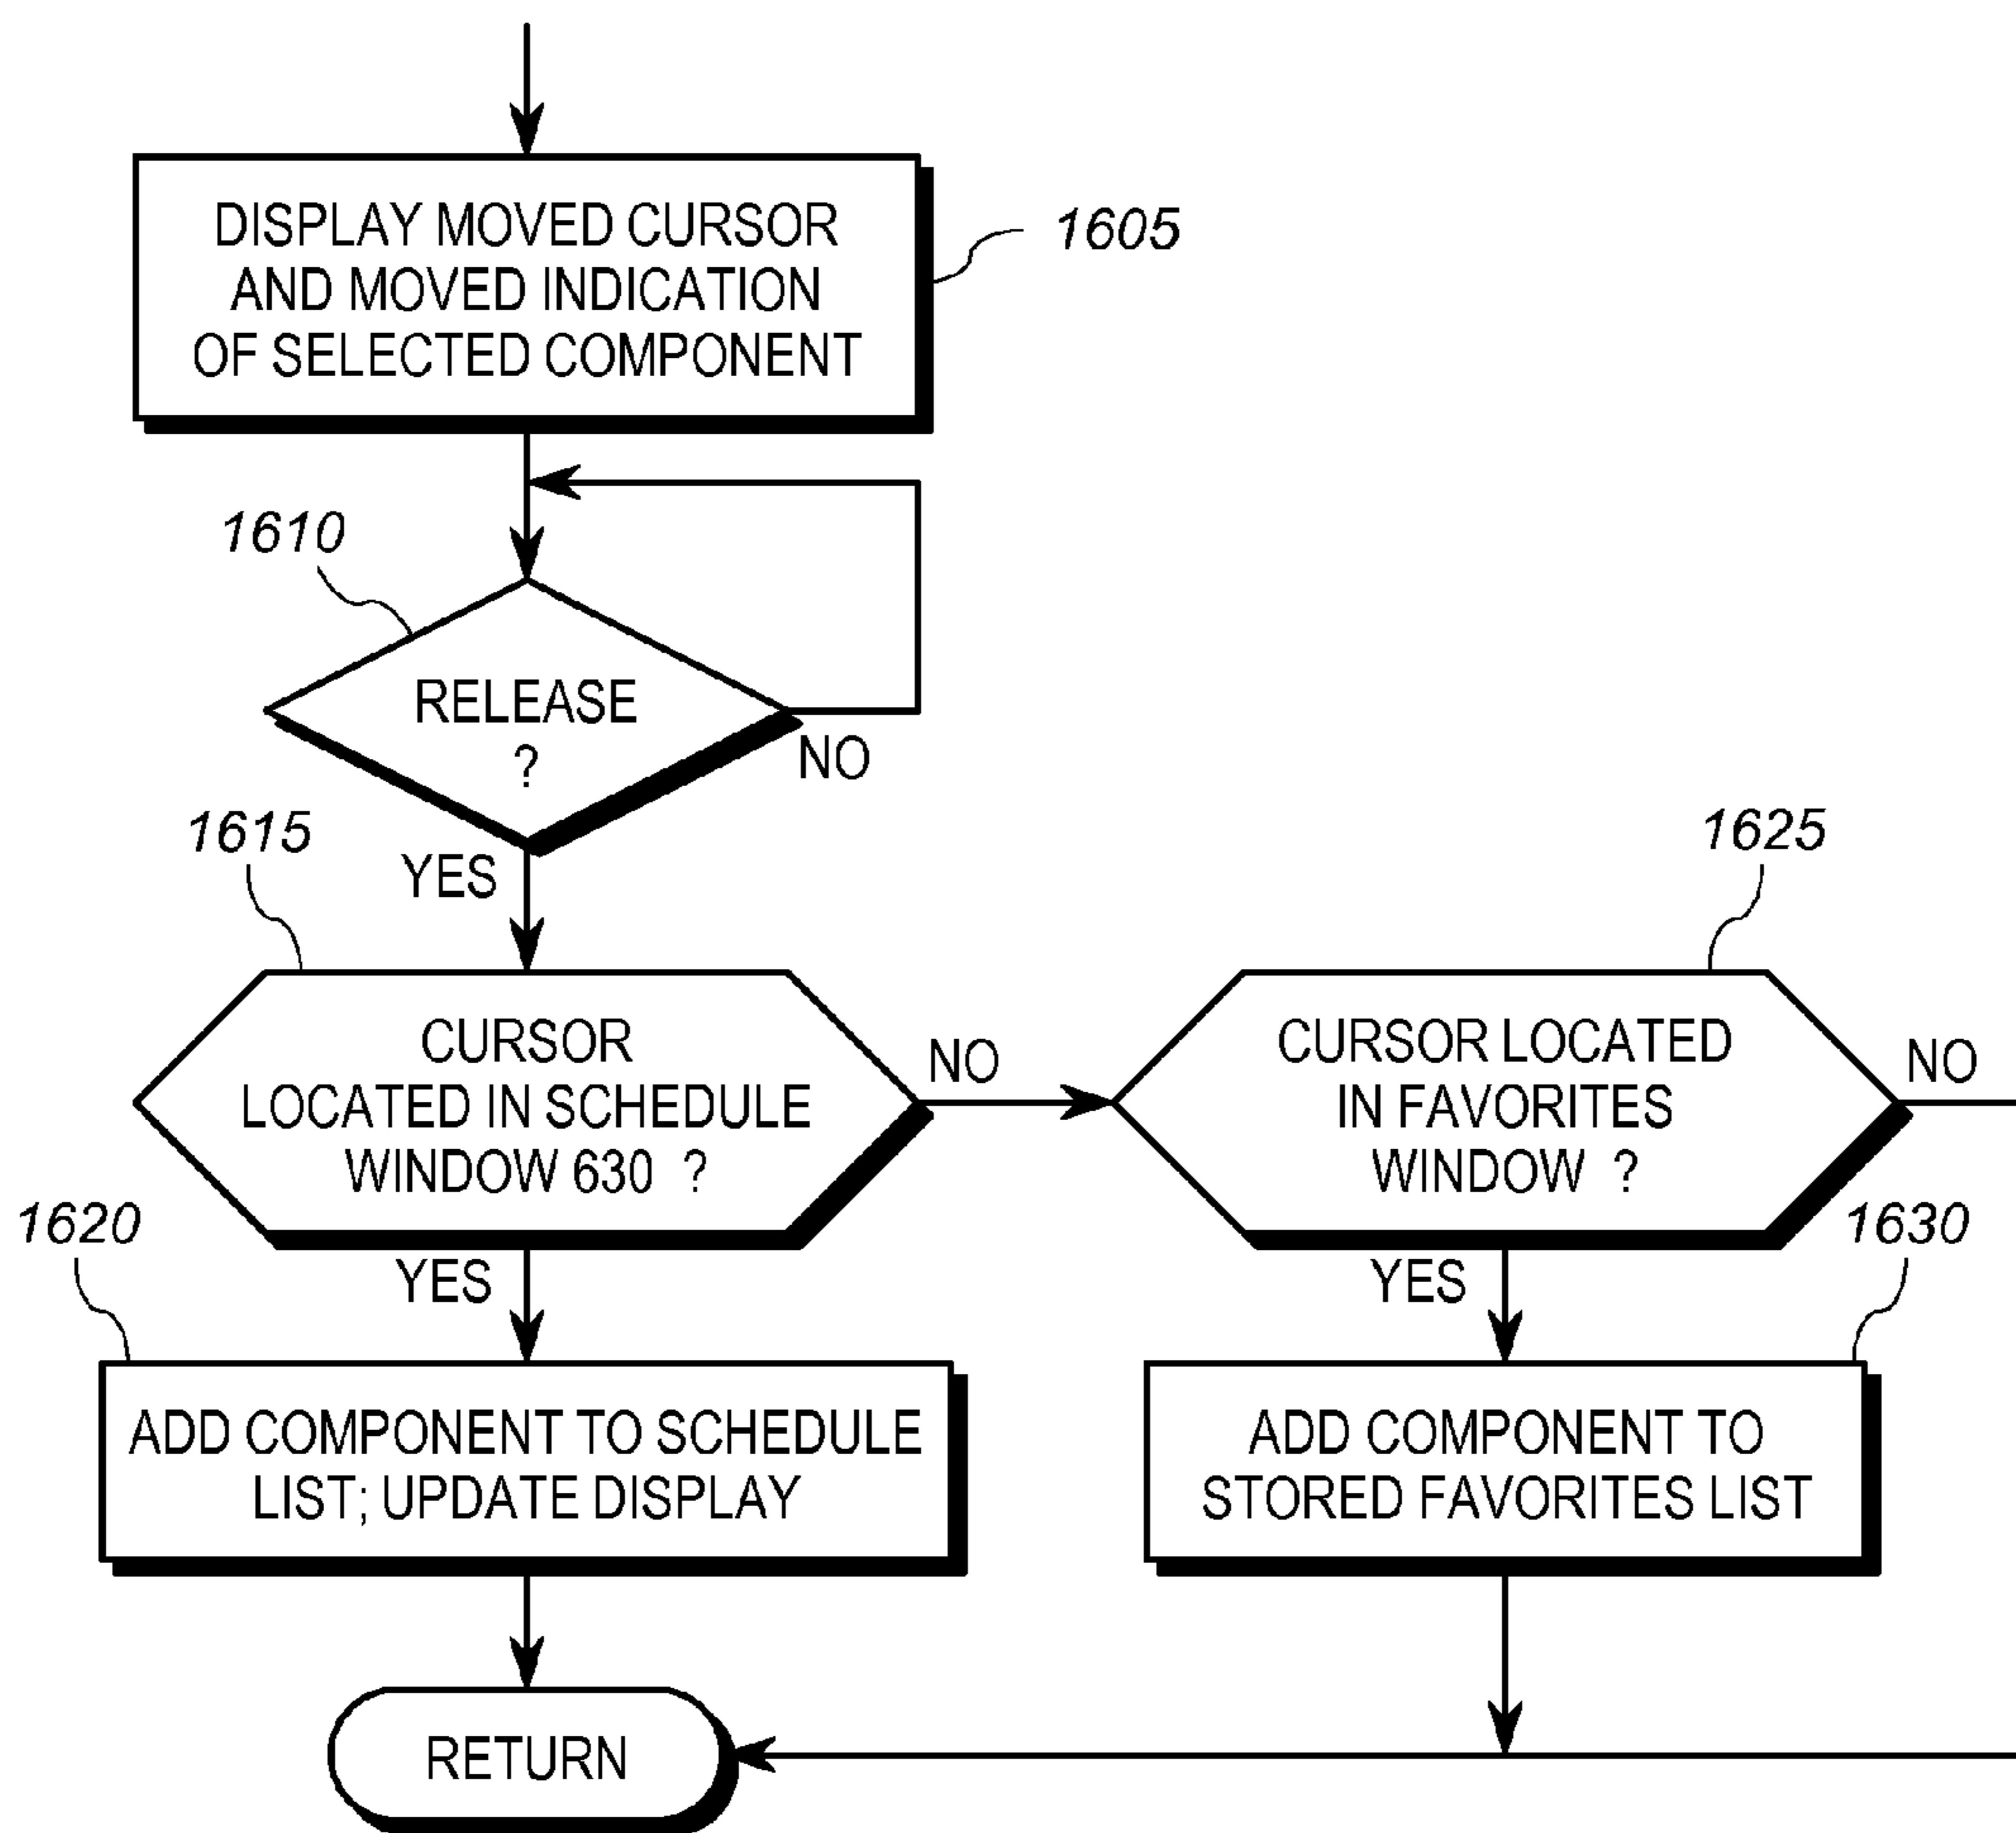 DISPLAY MOVED CURSOR
AND MOVED INDICATION
OF SELECTED COMPONENT
1605
1610
RELEASE
?
NO
YES
1615
CURSOR
LOCATED IN SCHEDULE
WINDOW 630 ?
NO
YES
1625
CURSOR LOCATED
IN FAVORITES
WINDOW ?
NO
YES
1620
ADD COMPONENT TO SCHEDULE
LIST; UPDATE DISPLAY
1630
ADD COMPONENT TO
STORED FAVORITES LIST
RETURN